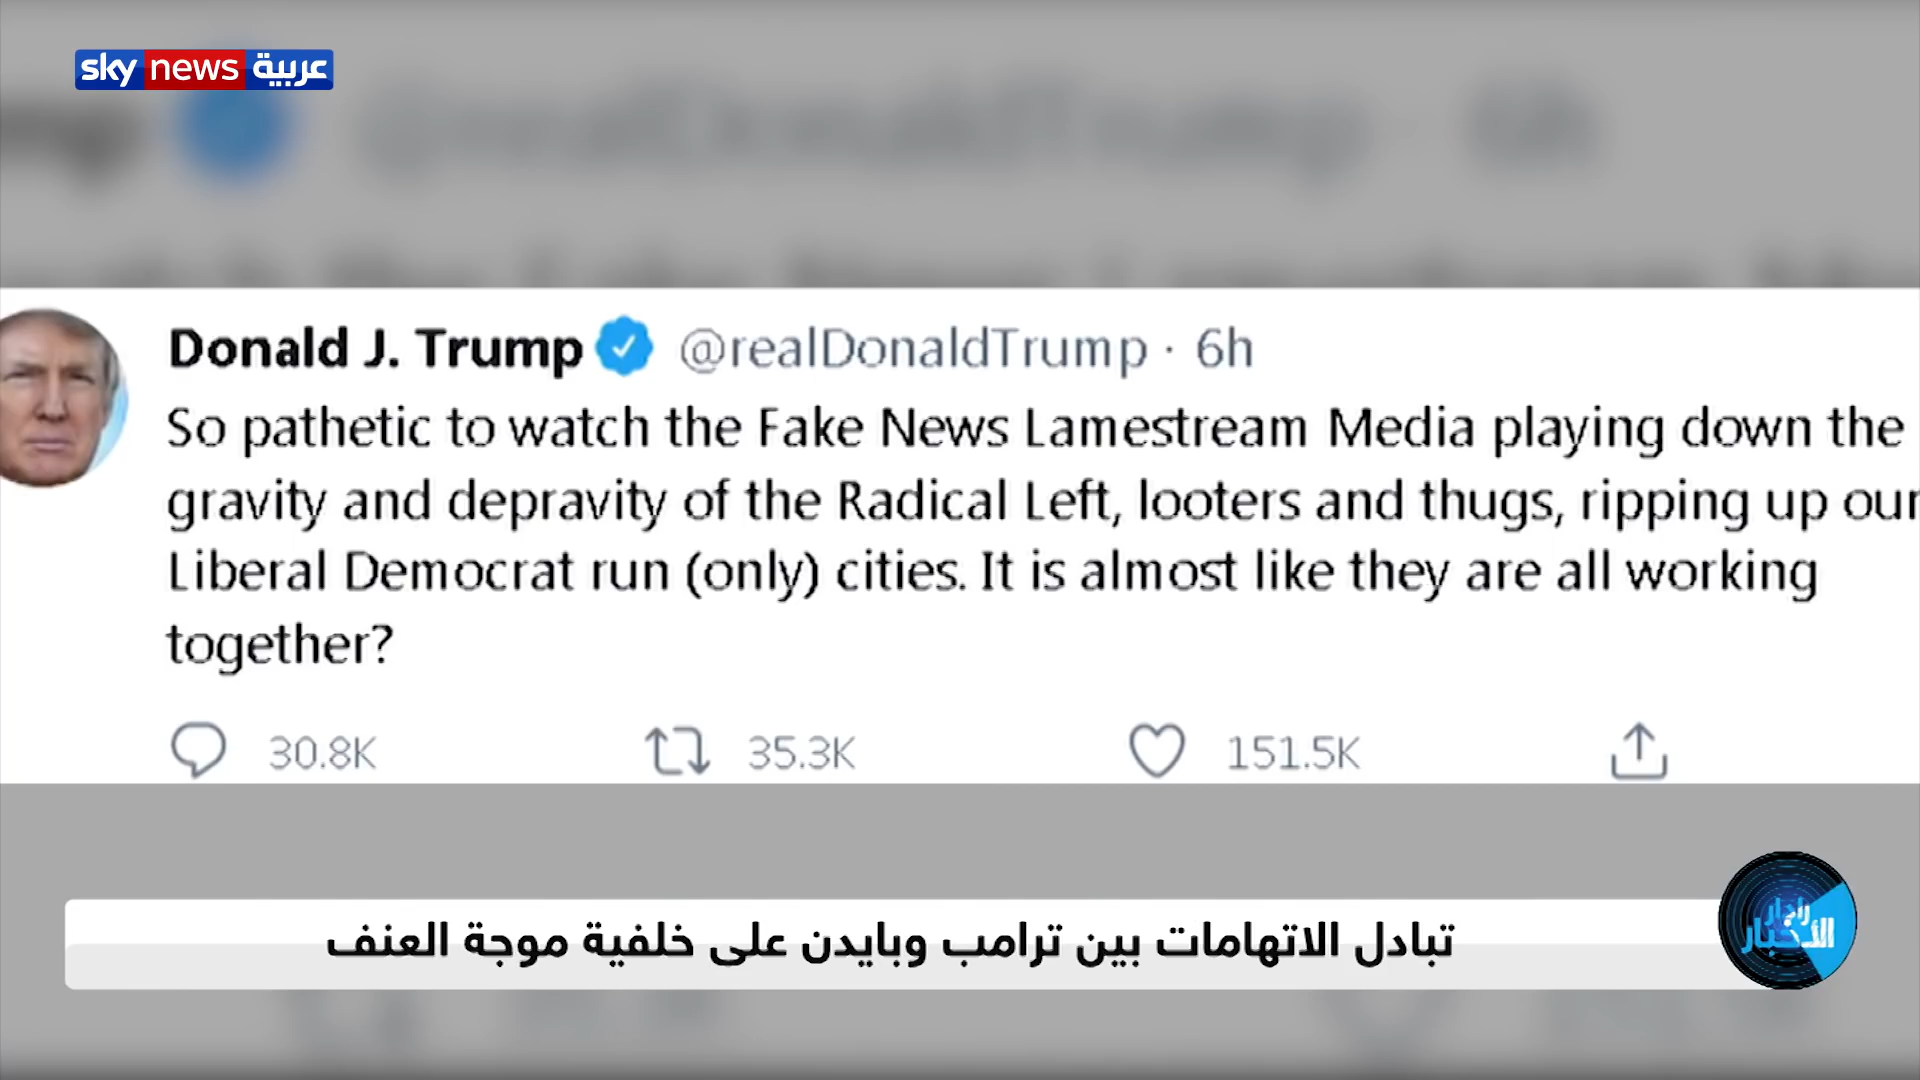 sky news عربية
Donald J. Trump @realDonaldTrump · 6h
So pathetic to watch the Fake News Lamestream Media playing down the
gravity and depravity of the Radical Left, looters and thugs, ripping up our
Liberal Democrat run (only) cities. It is almost like they are all working
together?
30.8K 35.3K 151.5K
تبادل الاتهامات بين ترامب وبايدن على خلفية موجة العنف
رادار
الأخبار